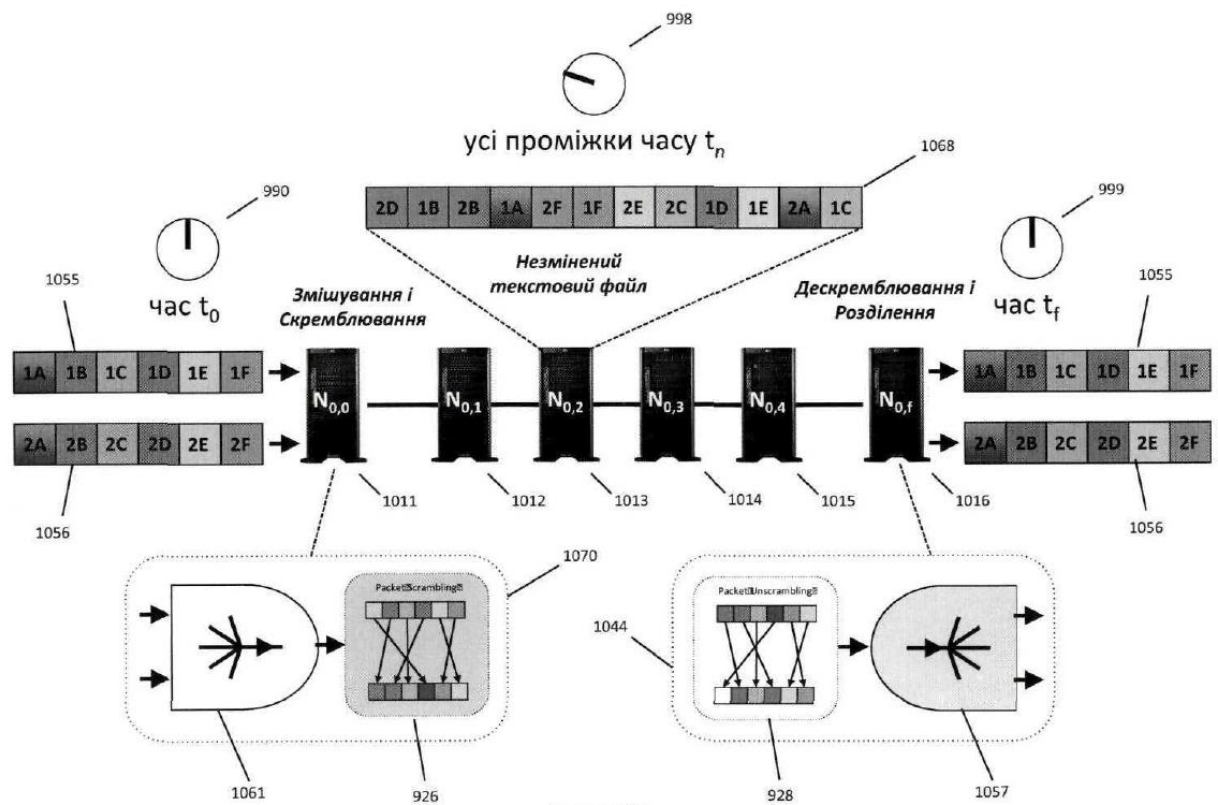 998
усі проміжки часу tn
1068
990
2D 1B 2B 1A 2F 1F 2E 2C 1D 1E 2A 1C
999
1055
час t0
Змішування і
Скремблювання
Незмінений
текстовий файл
Дескремблювання і
Розділення
час tf
1055
1A 1B 1C 1D 1E 1F
N0,0 N0,1 N0,2 N0,3 N0,4 N0,f
1A 1B 1C 1D 1E 1F
2A 2B 2C 2D 2E 2F
2A 2B 2C 2D 2E 2F
1011 1012 1013 1014 1015 1016
1056
1056
1070
Packet Scrambling
Packet Unscrambling
1044
1061
926
928
1057